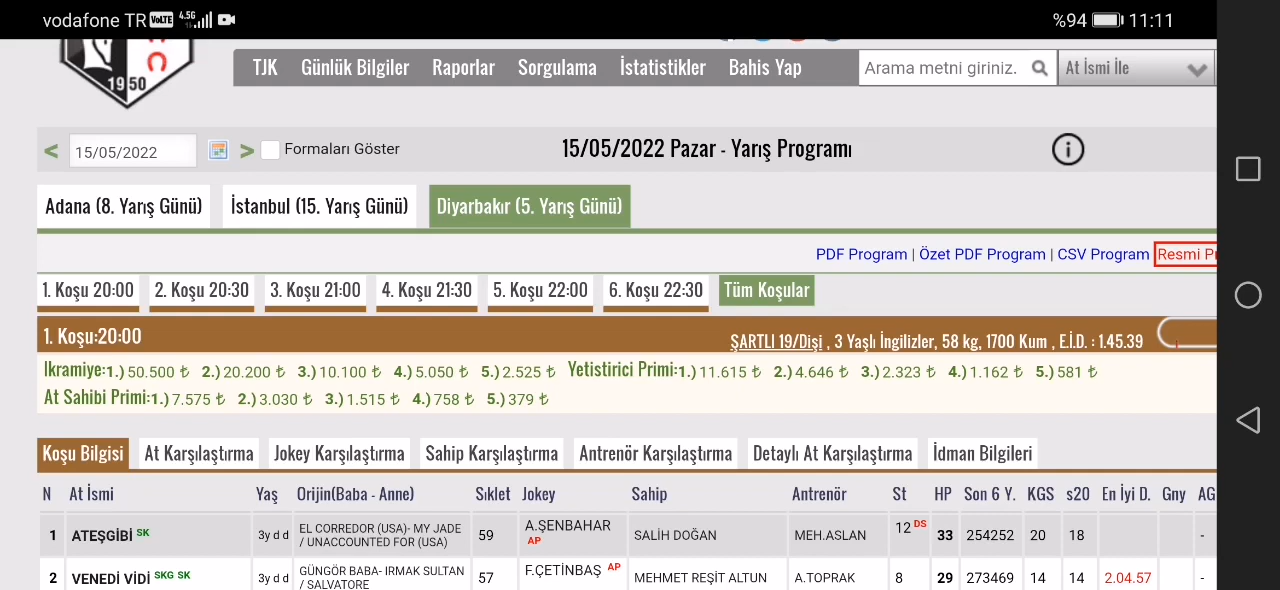 vodafone TR VoLTE 4.5G %94 11:11
19 50
TJK Günlük Bilgiler Raporlar Sorgulama İstatistikler Bahis Yap Arama metni giriniz. At İsmi İle
< 15/05/2022 > Formaları Göster 15/05/2022 Pazar - Yarış Programı i
Adana (8. Yarış Günü) İstanbul (15. Yarış Günü) Diyarbakır (5. Yarış Günü)
PDF Program | Özet PDF Program | CSV Program Resmi Pr
1. Koşu 20:00 2. Koşu 20:30 3. Koşu 21:00 4. Koşu 21:30 5. Koşu 22:00 6. Koşu 22:30 Tüm Koşular
1. Koşu:20:00 ŞARTLI 19/Dişi , 3 Yaşlı İngilizler, 58 kg, 1700 Kum , E.İ.D. : 1.45.39
Ikramiye:1.) 50.500 ₺ 2.) 20.200 ₺ 3.) 10.100 ₺ 4.) 5.050 ₺ 5.) 2.525 ₺ Yetistirici Primi:1.) 11.615 ₺ 2.) 4.646 ₺ 3.) 2.323 ₺ 4.) 1.162 ₺ 5.) 581 ₺
At Sahibi Primi:1.) 7.575 ₺ 2.) 3.030 ₺ 3.) 1.515 ₺ 4.) 758 ₺ 5.) 379 ₺
Koşu Bilgisi At Karşılaştırma Jokey Karşılaştırma Sahip Karşılaştırma Antrenör Karşılaştırma Detaylı At Karşılaştırma İdman Bilgileri
N At İsmi Yaş Orijin(Baba - Anne) Sıklet Jokey Sahip Antrenör St HP Son 6 Y. KGS s20 En İyi D. Gny AG
1 ATEŞGİBİ SK 3y d d EL CORREDOR (USA)- MY JADE / UNACCOUNTED FOR (USA) 59 A.ŞENBAHAR AP SALİH DOĞAN MEH.ASLAN 12 DS 33 254252 20 18 -
2 VENEDİ VİDİ SKG SK 3y d d GÜNGÖR BABA- IRMAK SULTAN / SALVATORE 57 F.ÇETİNBAŞ AP MEHMET REŞİT ALTUN A.TOPRAK 8 29 273469 14 14 2.04.57 -